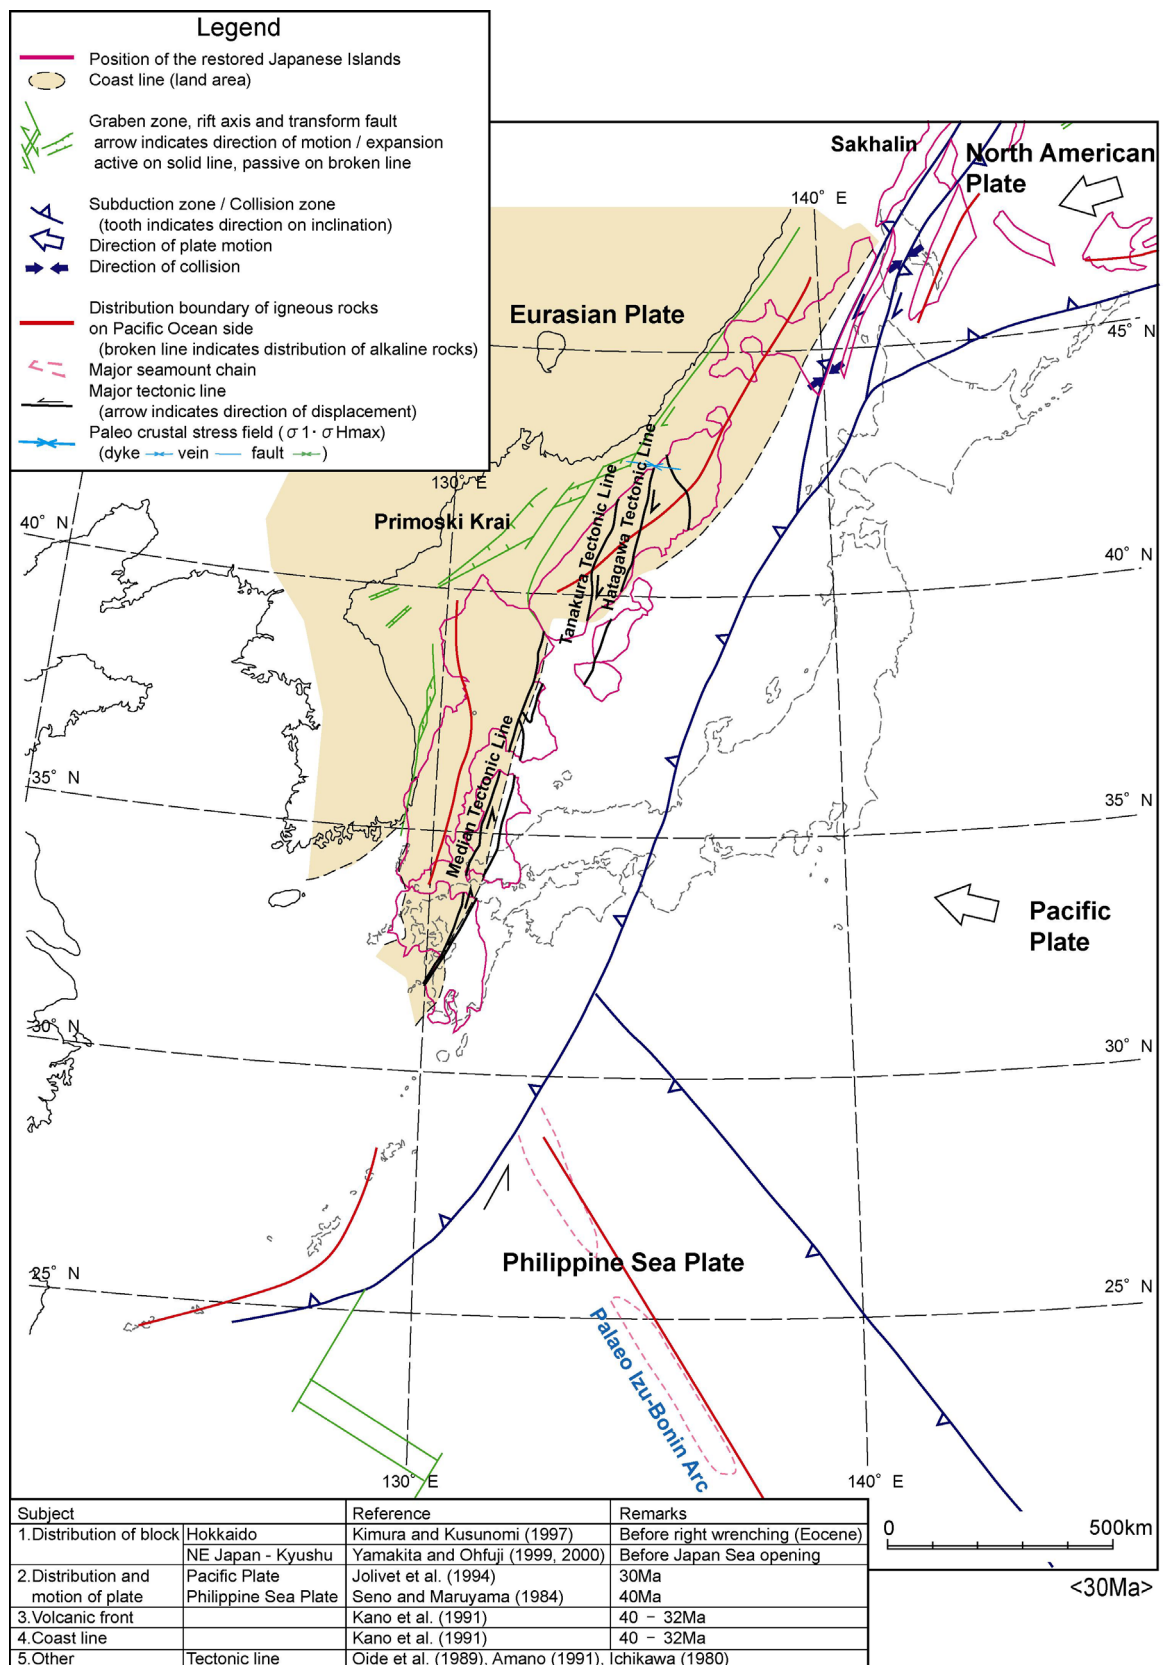 Legend
Position of the restored Japanese Islands
Coast line (land area)
Graben zone, rift axis and transform fault
arrow indicates direction of motion / expansion
active on solid line, passive on broken line
Subduction zone / Collision zone
(tooth indicates direction on inclination)
Direction of plate motion
Direction of collision
Distribution boundary of igneous rocks
on Pacific Ocean side
(broken line indicates distribution of alkaline rocks)
Major seamount chain
Major tectonic line
(arrow indicates direction of displacement)
Paleo crustal stress field (σ1・σHmax)
(dyke vein fault )
Sakhalin
North American
Plate
140° E
Eurasian Plate
45° N
130° E
Primoski Krai
40° N
40° N
Tanakura Tectonic Line
Hatagawa Tectonic Line
Median Tectonic Line
35° N
35° N
Pacific
Plate
30° N
30° N
Philippine Sea Plate
25° N
25° N
Palaeo Izu-Bonin Arc
130° E
140° E
Subject Reference Remarks
1.Distribution of block Hokkaido Kimura and Kusunomi (1997) Before right wrenching (Eocene)
NE Japan - Kyushu Yamakita and Ohfuji (1999, 2000) Before Japan Sea opening
2.Distribution and Pacific Plate Jolivet et al. (1994) 30Ma
motion of plate Philippine Sea Plate Seno and Maruyama (1984) 40Ma
3.Volcanic front Kano et al. (1991) 40 － 32Ma
4.Coast line Kano et al. (1991) 40 － 32Ma
5.Other Tectonic line Oide et al. (1989), Amano (1991), Ichikawa (1980)
0 500km
<30Ma>